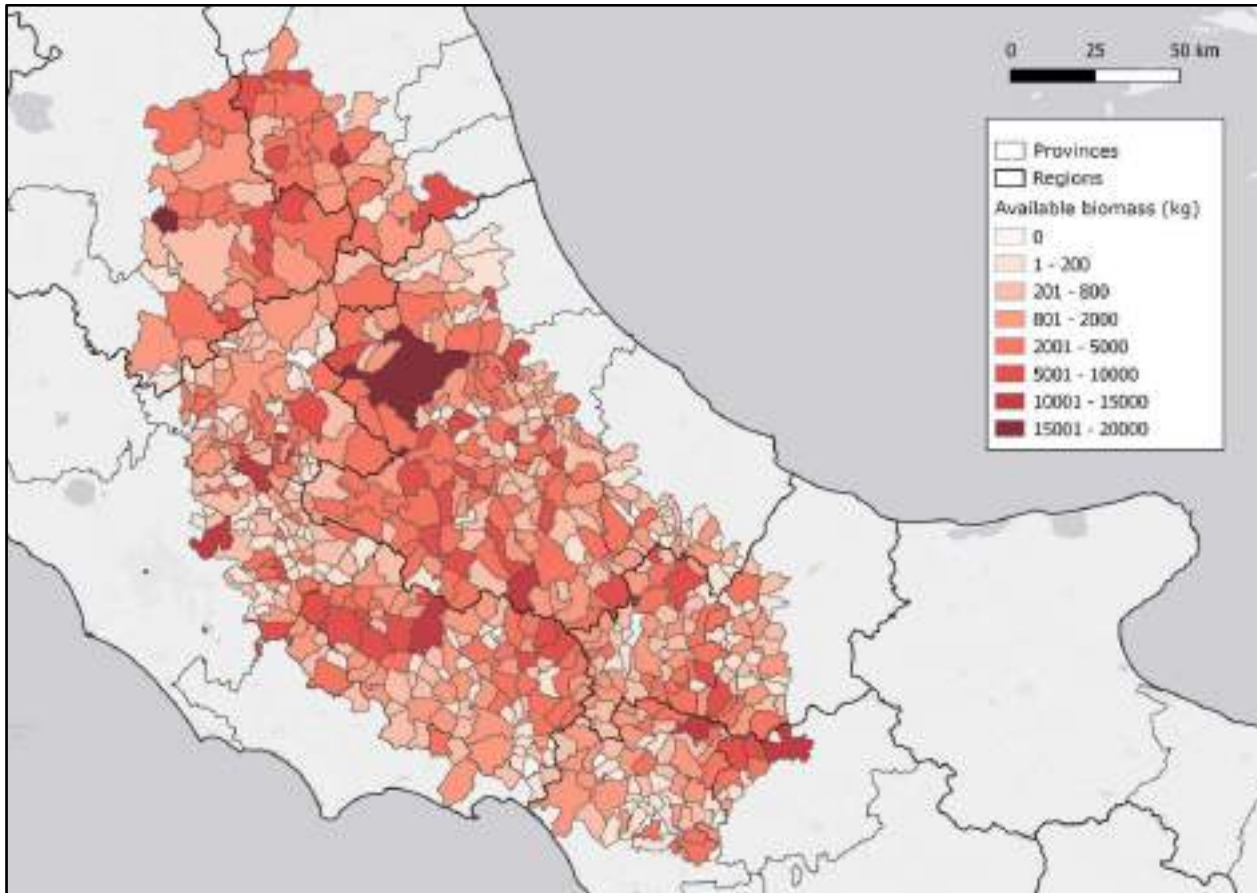 0 25 50 km
Provinces
Regions
Available biomass (kg)
0
1 - 200
201 - 800
801 - 2000
2001 - 5000
5001 - 10000
10001 - 15000
15001 - 20000